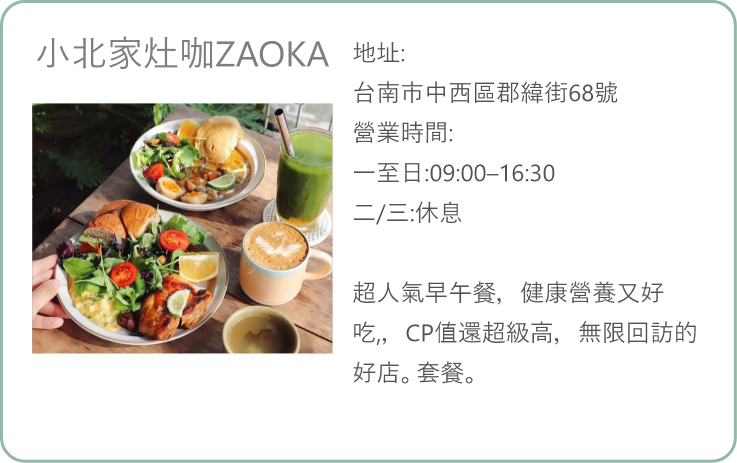 小北家灶咖ZAOKA
地址:
台南市中西區郡緯街68號
營業時間:
一至日:09:00–16:30
二/三:休息
超人氣早午餐，健康營養又好
吃,，CP值還超級高，無限回訪的
好店。套餐。